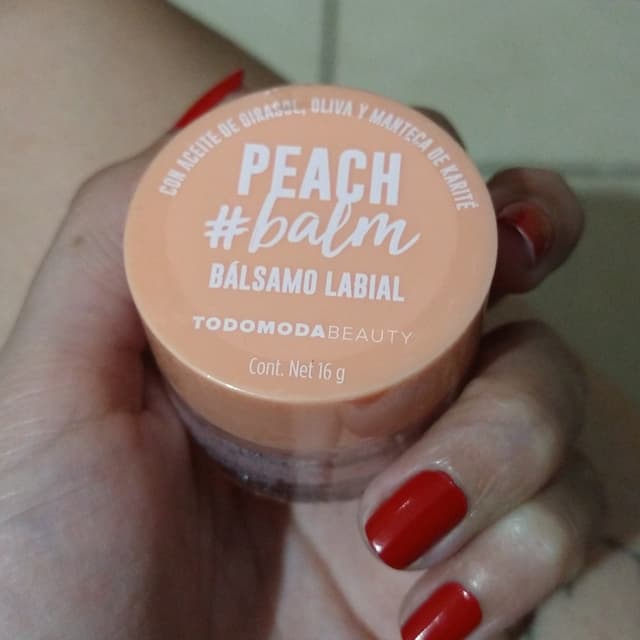 CON ACEITE DE GIRASOL, OLIVA Y MANTECA DE KARITÉ
PEACH
#balm
BÁLSAMO LABIAL
TODOMODABEAUTY
Cont. Net 16 g